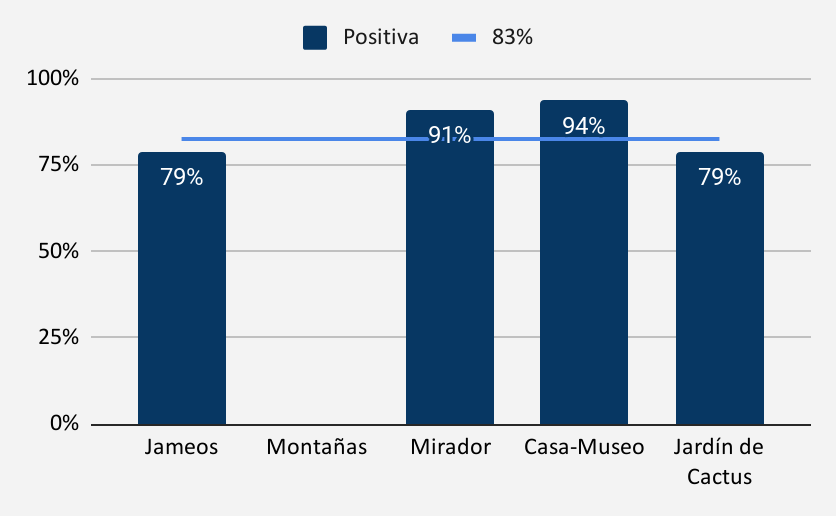 Positiva 83%
100%
75%
50%
25%
0%
79%
91%
94%
79%
Jameos
Montañas
Mirador
Casa-Museo
Jardín de
Cactus